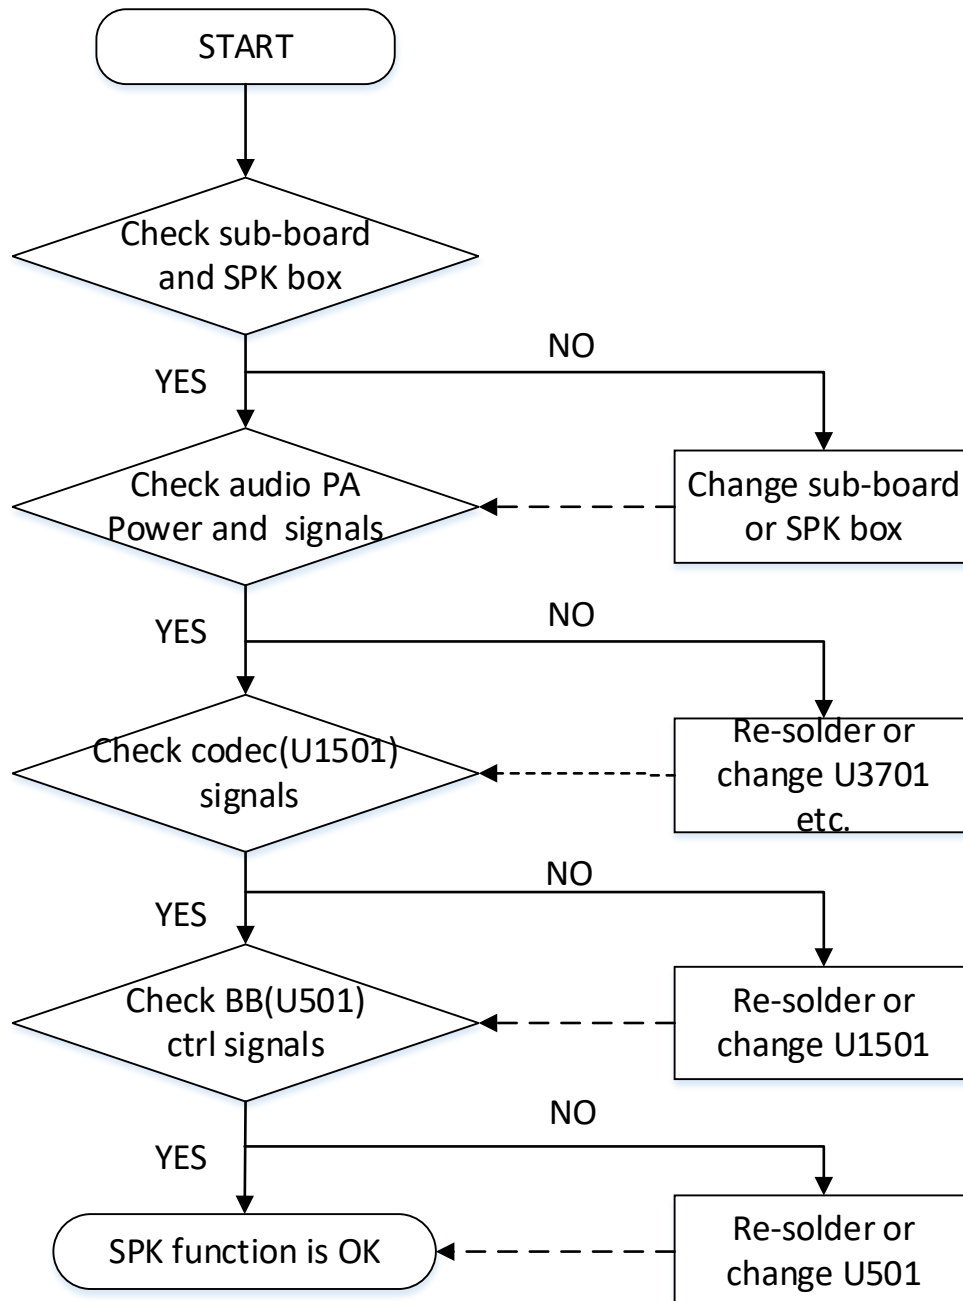 START
Check sub-board
and SPK box
NO
YES
Check audio PA
Power and  signals
Change sub-board
or SPK box
NO
YES
Check codec(U1501)
signals
Re-solder or
change U3701
etc.
NO
YES
Check BB(U501)
ctrl signals
Re-solder or
change U1501
NO
YES
SPK function is OK
Re-solder or
change U501